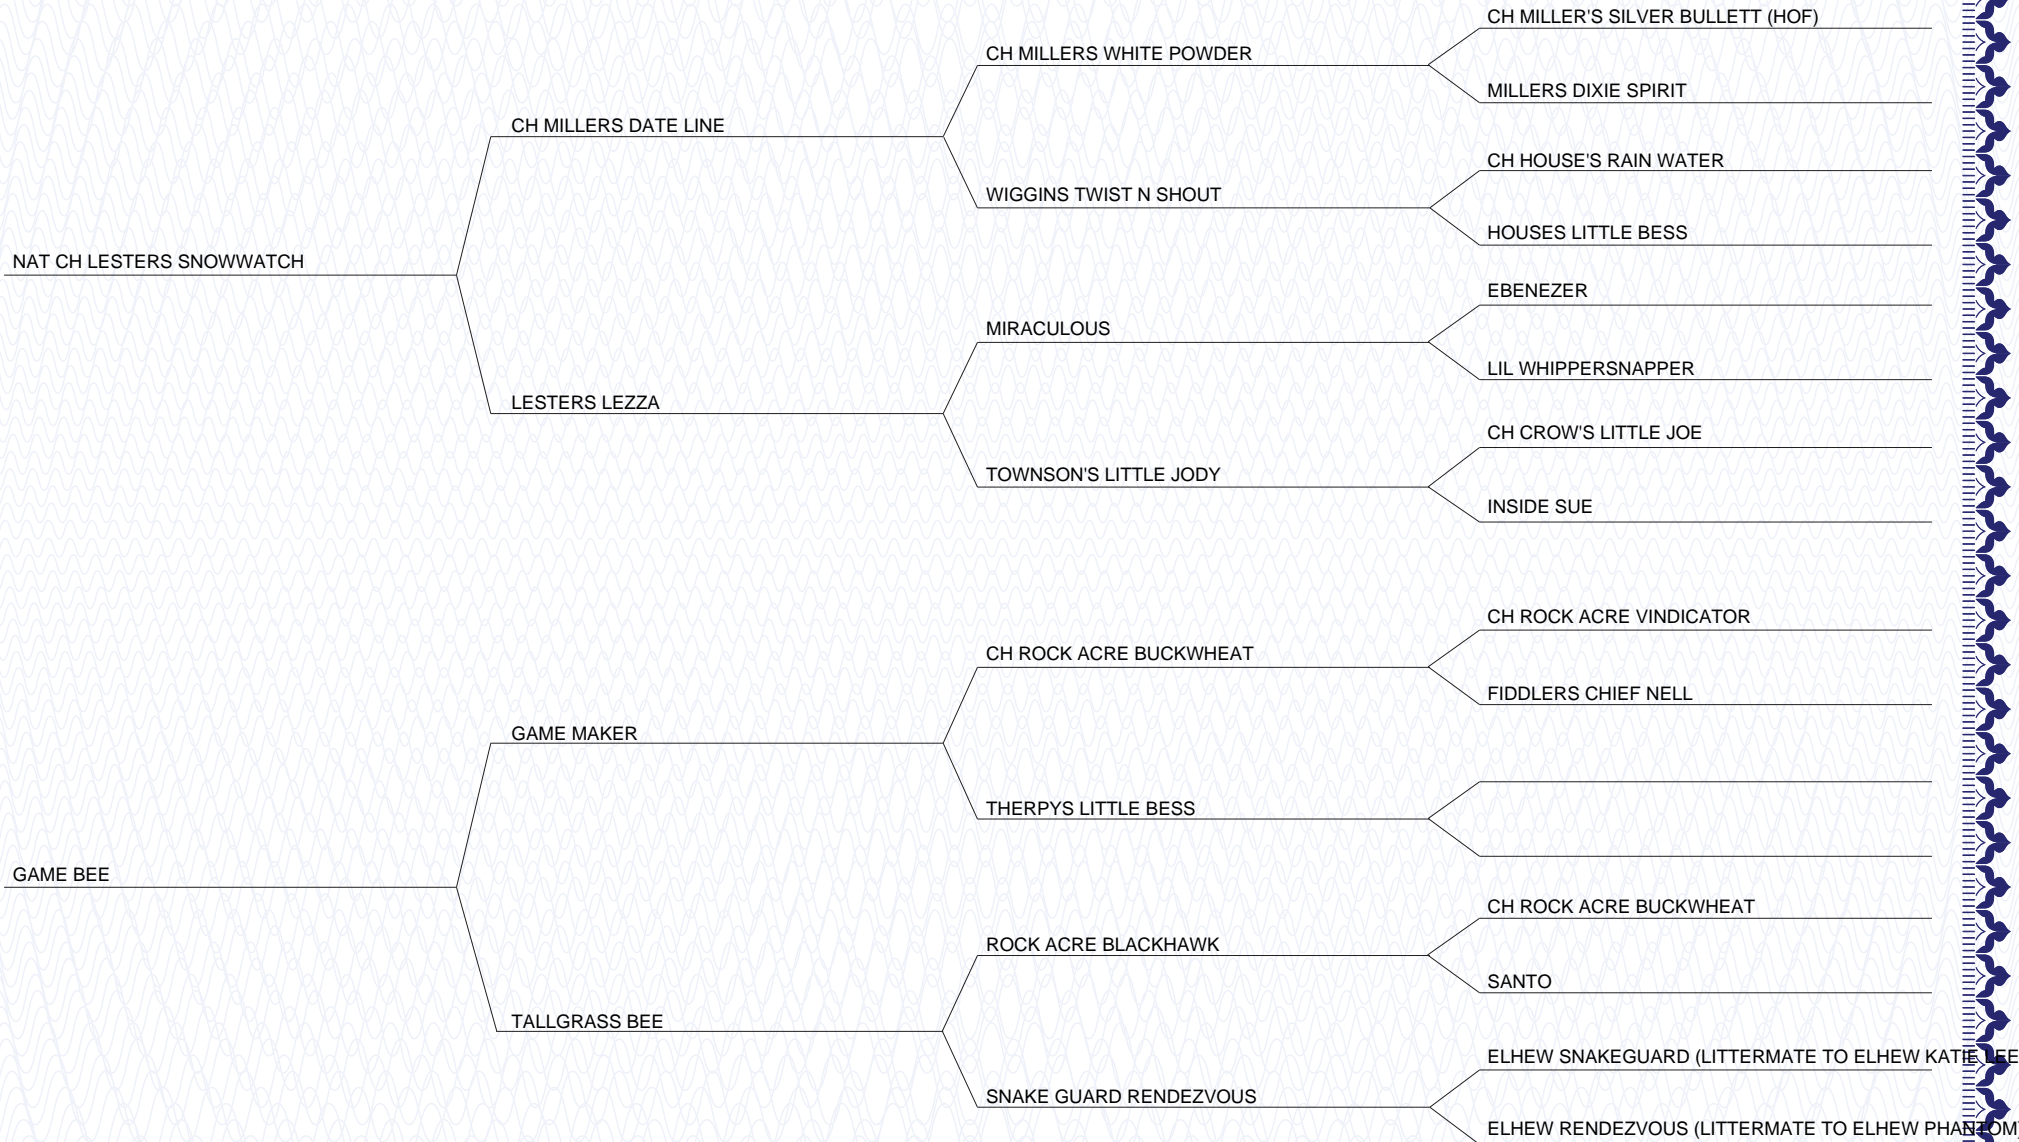 CH MILLER'S SILVER BULLETT (HOF)
CH MILLERS WHITE POWDER
MILLERS DIXIE SPIRIT
CH MILLERS DATE LINE
CH HOUSE'S RAIN WATER
WIGGINS TWIST N SHOUT
HOUSES LITTLE BESS
NAT CH LESTERS SNOWWATCH
EBENEZER
MIRACULOUS
LIL WHIPPERSNAPPER
LESTERS LEZZA
CH CROW'S LITTLE JOE
TOWNSON'S LITTLE JODY
INSIDE SUE
CH ROCK ACRE VINDICATOR
CH ROCK ACRE BUCKWHEAT
FIDDLERS CHIEF NELL
GAME MAKER
THERPYS LITTLE BESS
GAME BEE
CH ROCK ACRE BUCKWHEAT
ROCK ACRE BLACKHAWK
SANTO
TALLGRASS BEE
ELHEW SNAKEGUARD (LITTERMATE TO ELHEW KATIE LEE
SNAKE GUARD RENDEZVOUS
ELHEW RENDEZVOUS (LITTERMATE TO ELHEW PHANTOM)